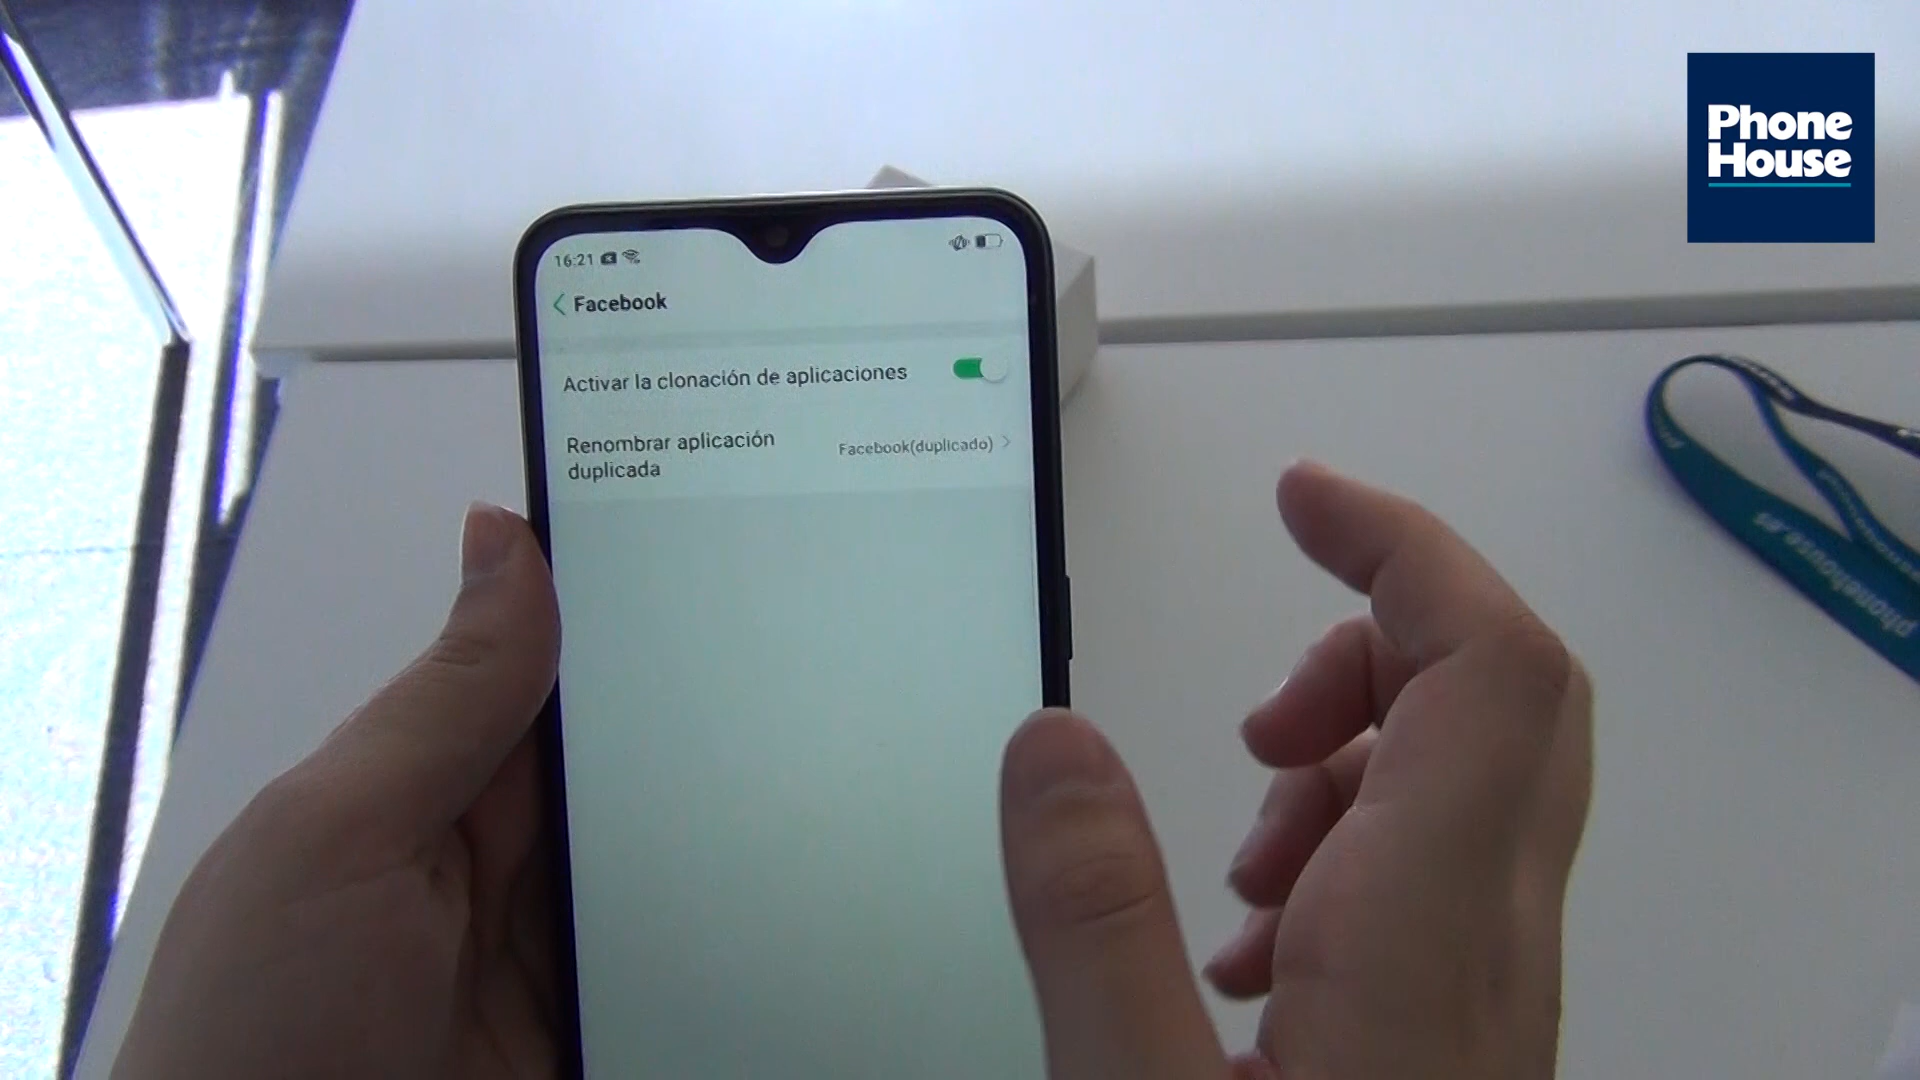 Phone
House
16:21
Facebook
Activar la clonación de aplicaciones
Renombrar aplicación
duplicada
Facebook(duplicado)
phonehouse.es